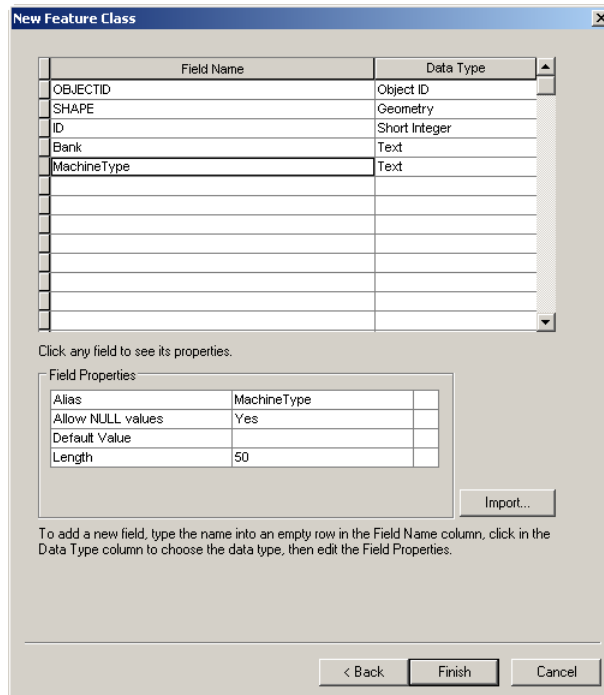 New Feature Class
Field Name Data Type
OBJECTID Object ID
SHAPE Geometry
ID Short Integer
Bank Text
MachineType Text
Click any field to see its properties.
Field Properties
Alias MachineType
Allow NULL values Yes
Default Value
Length 50
Import...
To add a new field, type the name into an empty row in the Field Name column, click in the
Data Type column to choose the data type, then edit the Field Properties.
< Back Finish Cancel